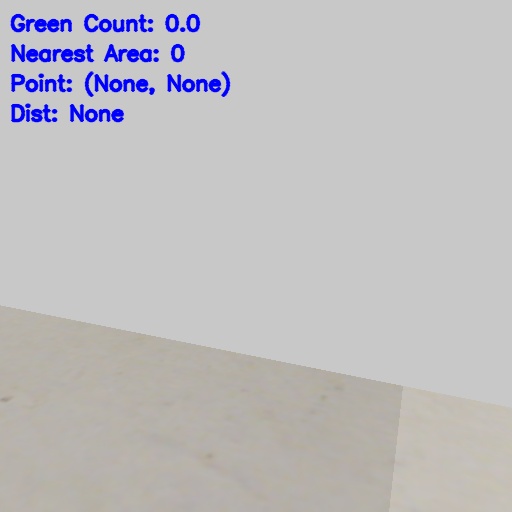 Green Count: 0.0
Nearest Area: 0
Point: (None, None)
Dist: None